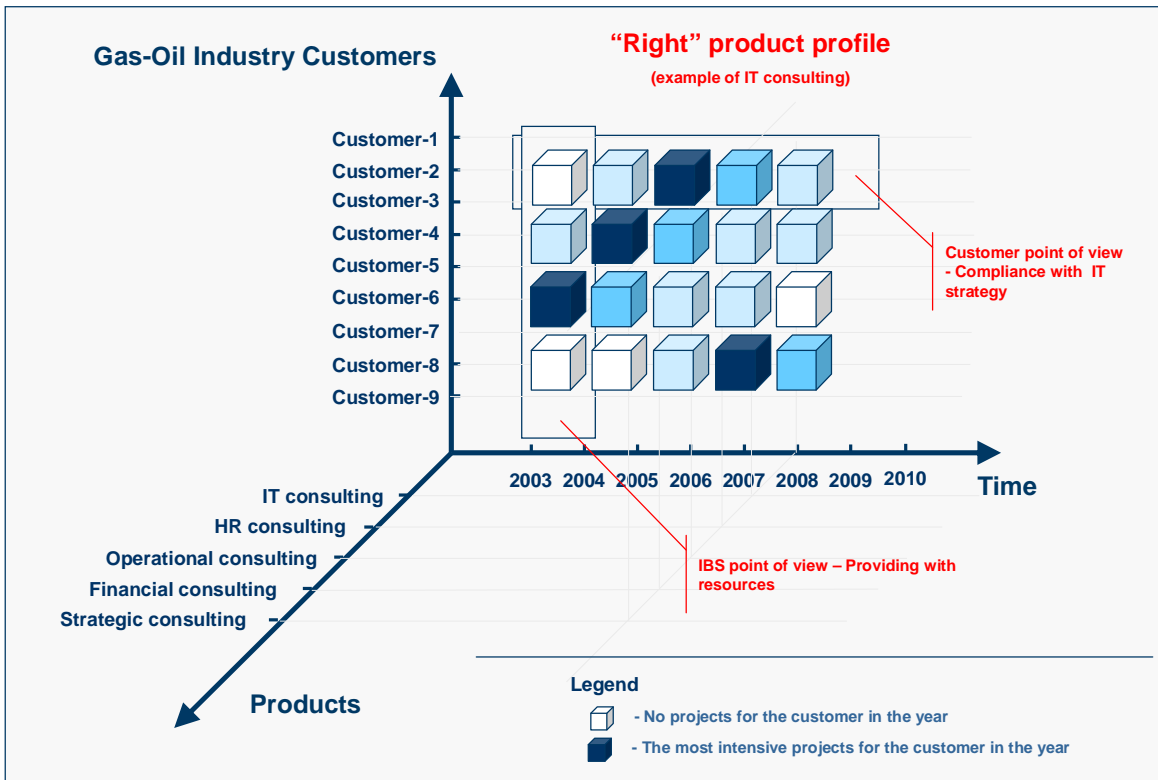 “Right” product profile
(example of IT consulting)
Gas-Oil Industry Customers
Customer-1
Customer-2
Customer-3
Customer-4
Customer-5
Customer-6
Customer-7
Customer-8
Customer-9
Customer point of view
- Compliance with IT
strategy
2003 2004 2005 2006 2007 2008 2009 2010
Time
IT consulting
HR consulting
Operational consulting
Financial consulting
Strategic consulting
Products
IBS point of view – Providing with
resources
Legend
- No projects for the customer in the year
- The most intensive projects for the customer in the year